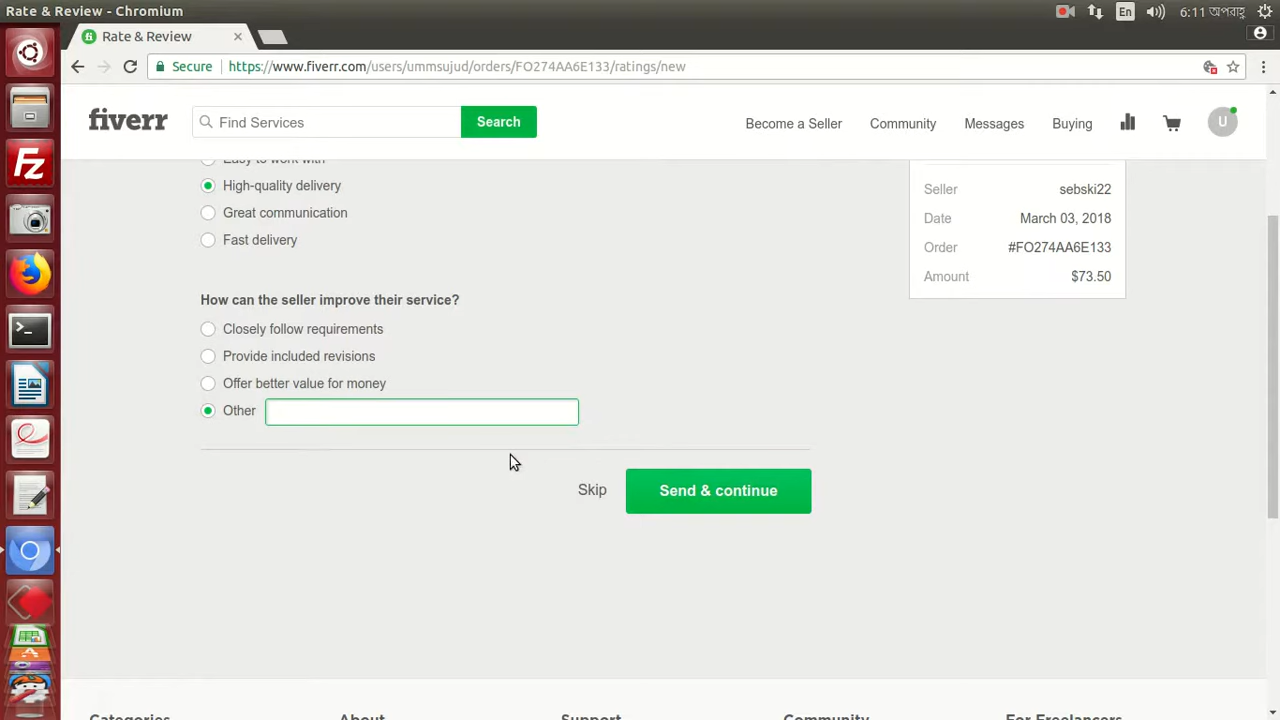 Rate & Review - Chromium
En
6:11 অপরাহ্ণ
Rate & Review
Secure
https://www.fiverr.com/users/ummsujud/orders/FO274AA6E133/ratings/new
fiverr
Find Services
Search
Become a Seller
Community
Messages
Buying
U
Easy to work with
High-quality delivery
Great communication
Fast delivery
Seller sebski22
Date March 03, 2018
Order #FO274AA6E133
Amount $73.50
How can the seller improve their service?
Closely follow requirements
Provide included revisions
Offer better value for money
Other
Skip
Send & continue
Categories
About
Support
Community
For Freelancers